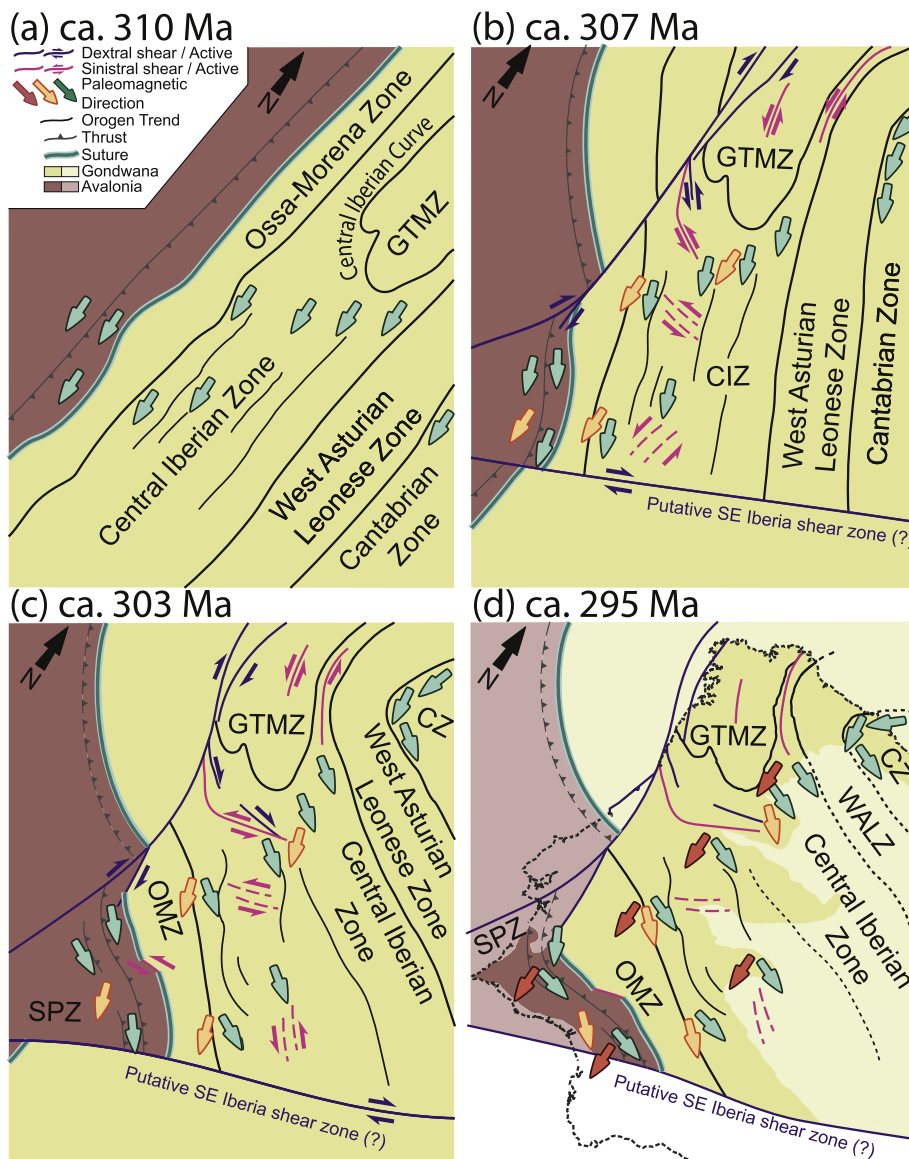 (a) ca. 310 Ma
Dextral shear / Active
Sinistral shear / Active
Paleomagnetic
Direction
Orogen Trend
Thrust
Suture
Gondwana
Avalonia
N
Ossa-Morena Zone
Central Iberian Curve
GTMZ
Central Iberian Zone
West Asturian
Leonese Zone
Cantabrian
Zone
(b) ca. 307 Ma
N
GTMZ
CIZ
West Asturian
Leonese Zone
Cantabrian Zone
Putative SE Iberia shear zone (?)
(c) ca. 303 Ma
N
GTMZ
CZ
West Asturian
Leonese Zone
Central Iberian
Zone
OMZ
SPZ
Putative SE Iberia shear zone (?)
(d) ca. 295 Ma
N
GTMZ
CZ
WALZ
Central Iberian
Zone
SPZ
OMZ
Putative SE Iberia shear zone (?)